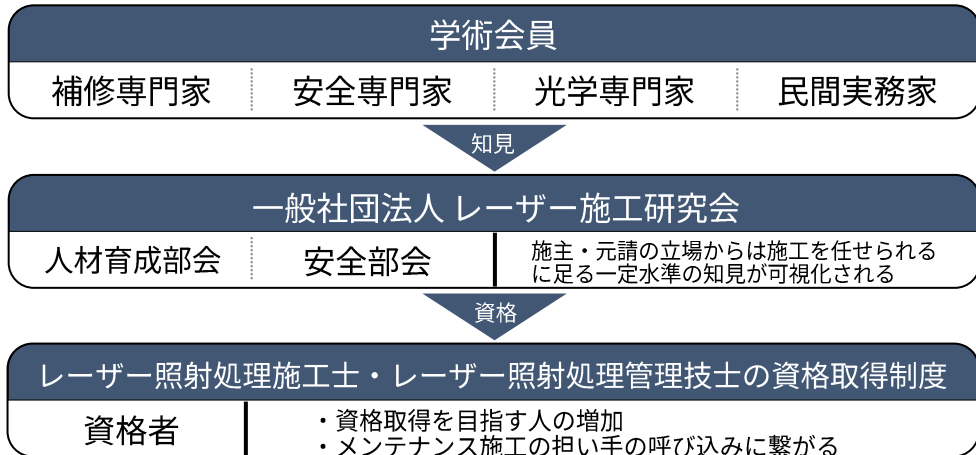 学術会員
補修専門家 安全専門家 光学専門家 民間実務家
知見
一般社団法人 レーザー施工研究会
人材育成部会 安全部会
施主・元請の立場からは施工を任せられる
に足る一定水準の知見が可視化される
資格
レーザー照射処理施工士・レーザー照射処理管理技士の資格取得制度
資格者
・資格取得を目指す人の増加
・メンテナンス施工の担い手の呼び込みに繋がる